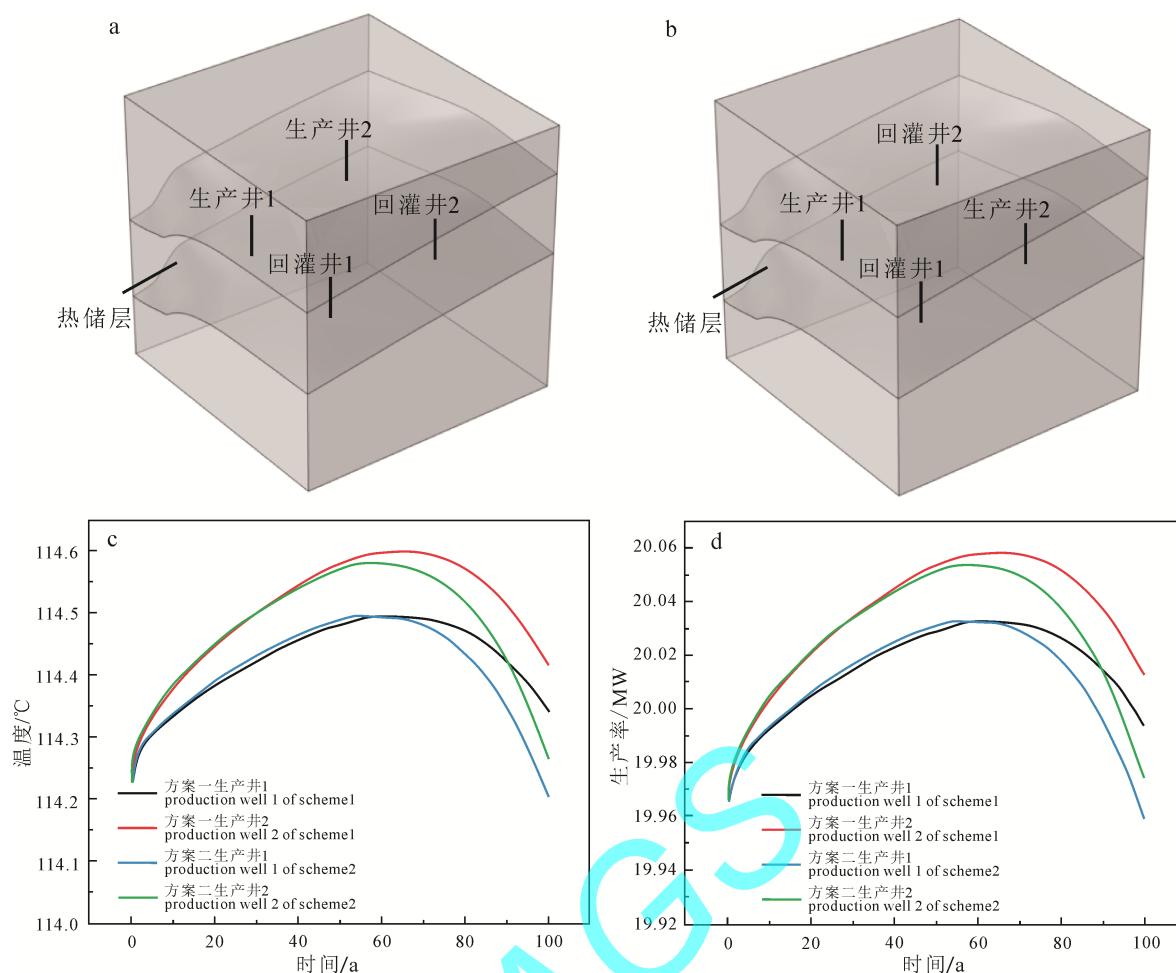 a
生产井2
生产井1
回灌井2
回灌井1
热储层
b
回灌井2
生产井1
生产井2
回灌井1
热储层
c
温度/℃
114.6
114.5
114.4
114.3
114.2
114.1
114.0
0
20
40
60
80
100
时间/a
方案一生产井1
production well 1 of scheme1
方案一生产井2
production well 2 of scheme1
方案二生产井1
production well 1 of scheme2
方案二生产井2
production well 2 of scheme2
d
生产率/MW
20.06
20.04
20.02
20.00
19.98
19.96
19.94
19.92
0
20
40
60
80
100
时间/a
方案一生产井1
production well 1 of scheme1
方案一生产井2
production well 2 of scheme1
方案二生产井1
production well 1 of scheme2
方案二生产井2
production well 2 of scheme2
AGS